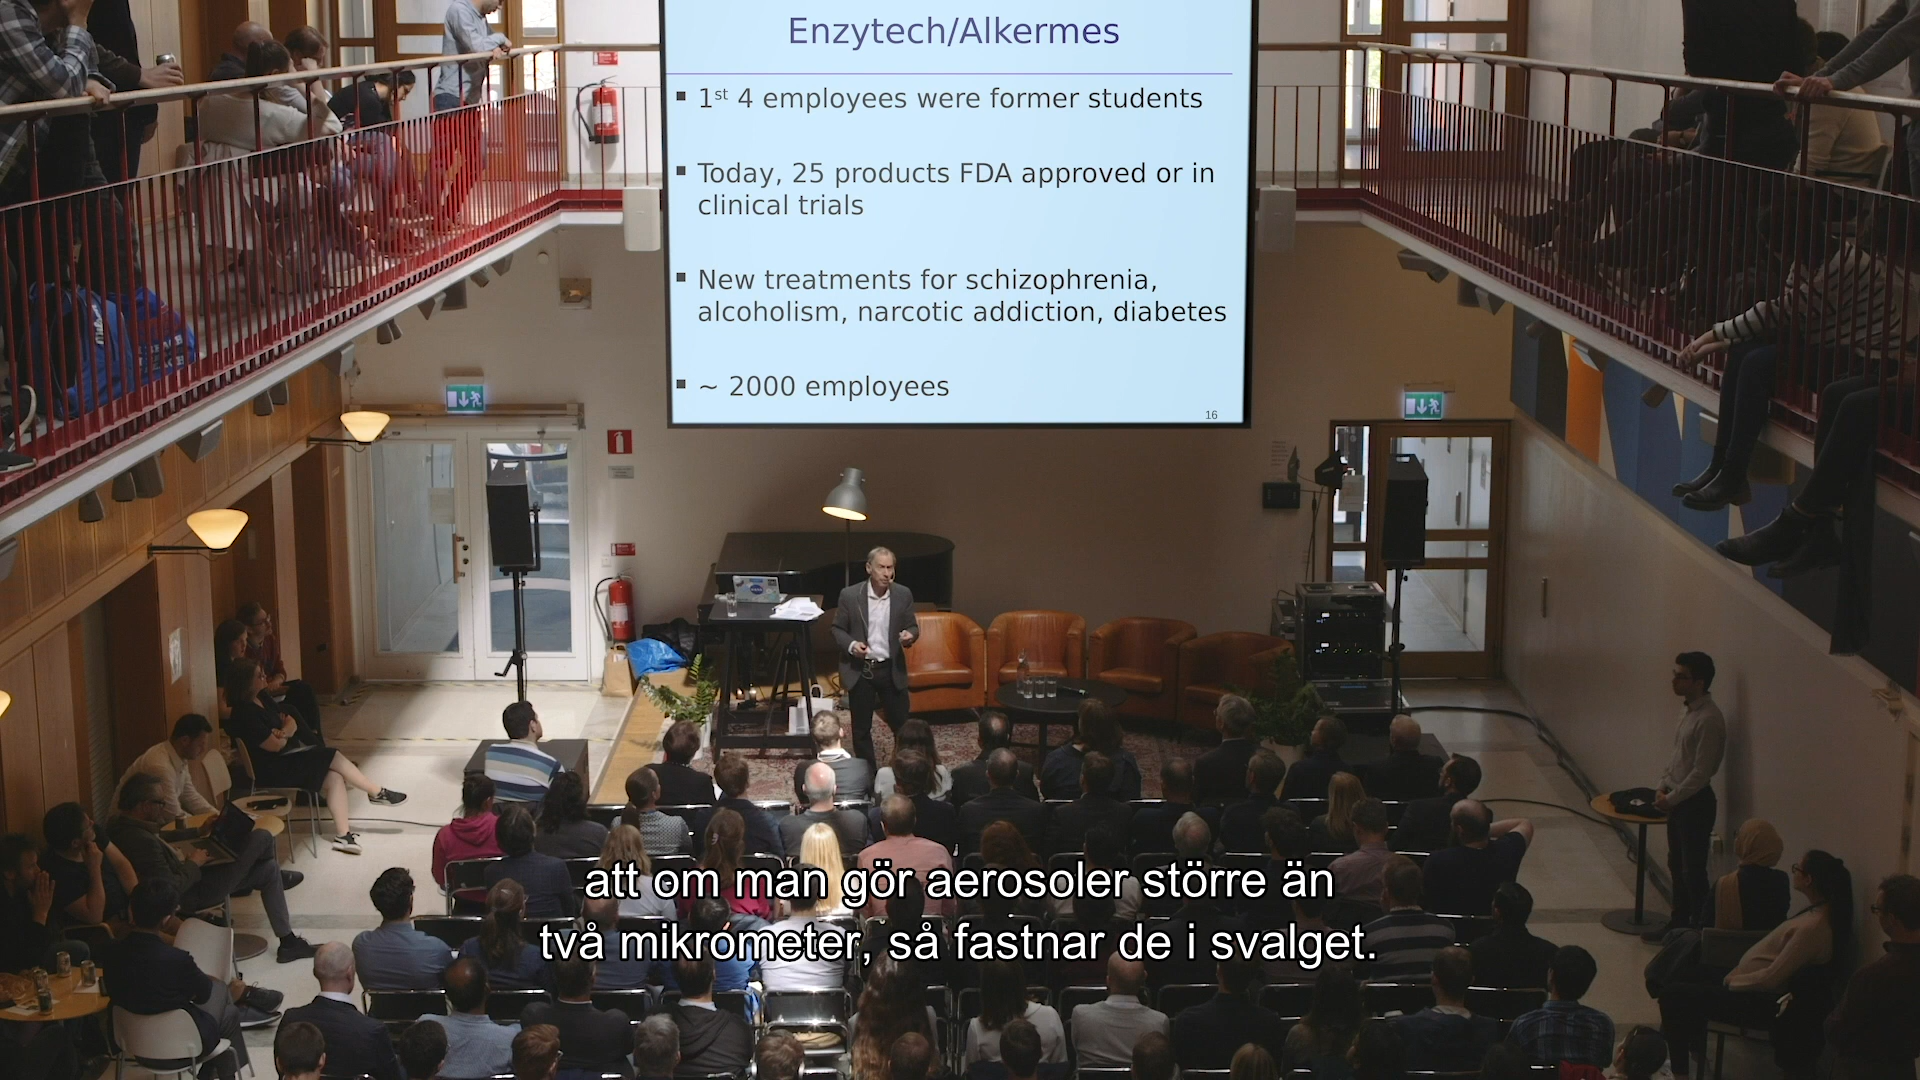 Enzytech/Alkermes
▪ 1st 4 employees were former students
▪ Today, 25 products FDA approved or in
clinical trials
▪ New treatments for schizophrenia,
alcoholism, narcotic addiction, diabetes
▪ ~ 2000 employees
16
att om man gör aerosoler större än
två mikrometer, så fastnar de i svalget.